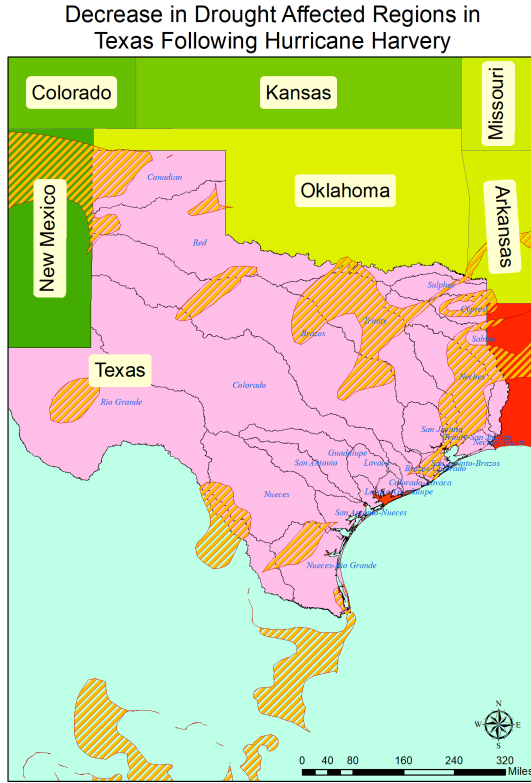 Decrease in Drought Affected Regions in
Texas Following Hurricane Harvery
Colorado
Kansas
Missouri
New Mexico
Oklahoma
Arkansas
Canadian
Red
Sulphur
Cypress
Brazos
Trinity
Sabine
Texas
Rio Grande
Colorado
Neches
San Jacinto
Guadalupe
San Antonio
Lavaca
Nueces
San Antonio-Nueces
Nueces-Rio Grande
N
W E
S
0 40 80 160 240 320
Miles